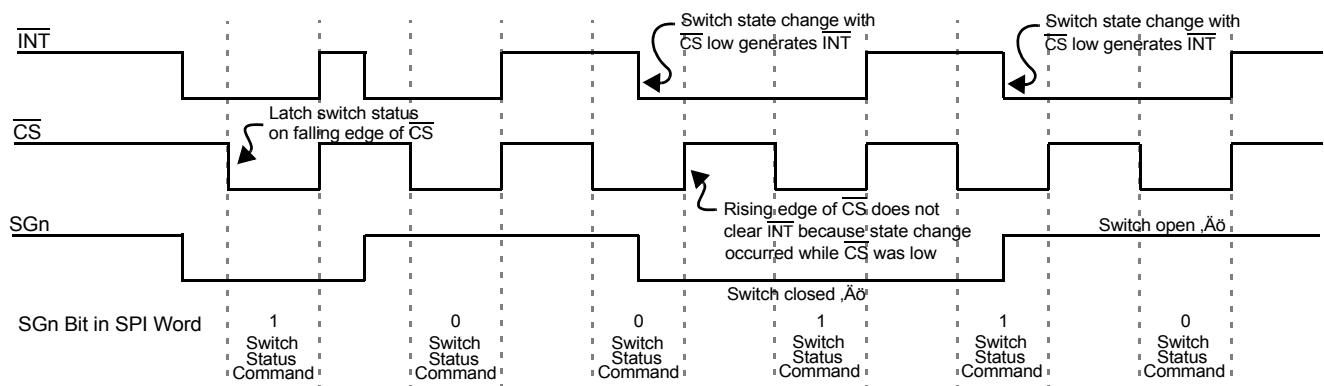 INT
Switch state change with
CS low generates INT
Switch state change with
CS low generates INT
CS
Latch switch status
on falling edge of CS
Rising edge of CS does not
clear INT because state change
occurred while CS was low
SGn
Switch open ‚Äö
Switch closed ‚Äö
SGn Bit in SPI Word
1
Switch
Status
Command
0
Switch
Status
Command
0
Switch
Status
Command
1
Switch
Status
Command
1
Switch
Status
Command
0
Switch
Status
Command